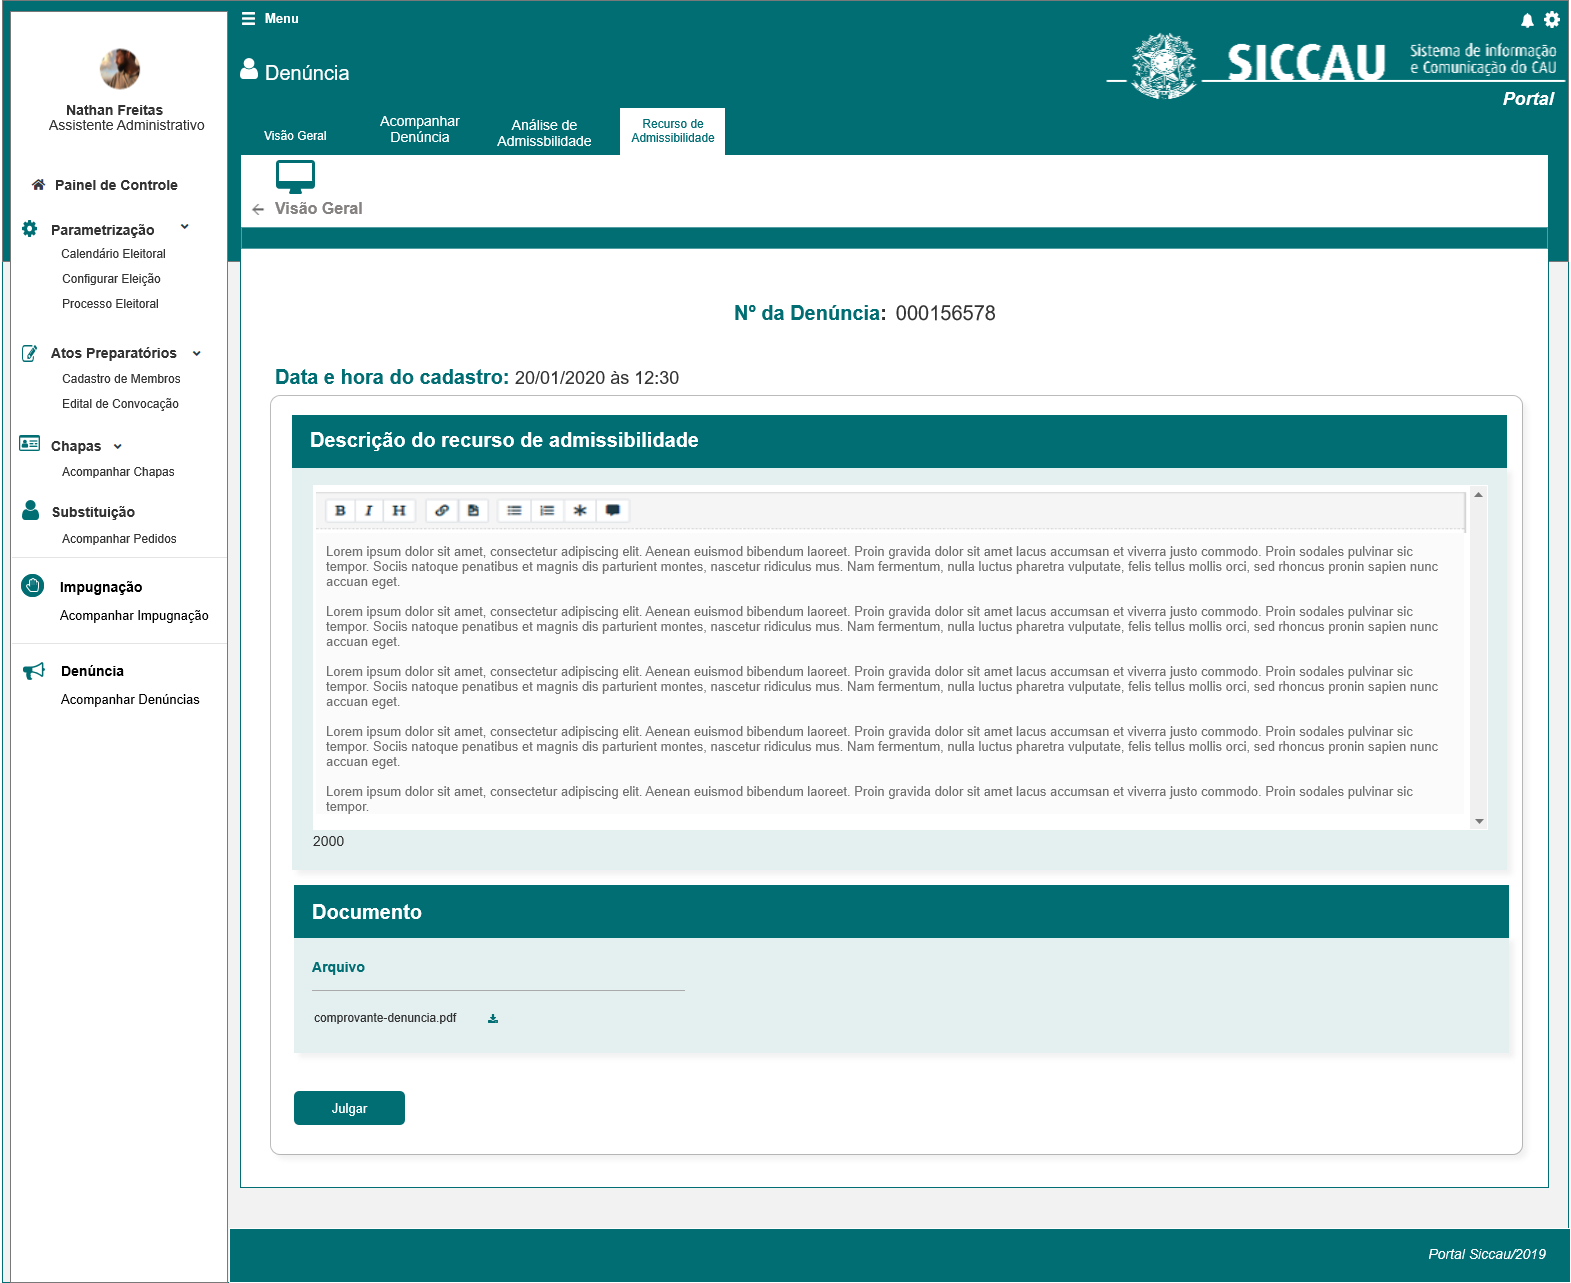 Menu
Denúncia
SICCAU
Sistema de informação
e Comunicação do CAU
Portal
Nathan Freitas
Assistente Administrativo
Visão Geral
Acompanhar
Denúncia
Análise de
Admissbilidade
Recurso de
Admissibilidade
Painel de Controle
Parametrização
Calendário Eleitoral
Configurar Eleição
Processo Eleitoral
Atos Preparatórios
Cadastro de Membros
Edital de Convocação
Chapas
Acompanhar Chapas
Substituição
Acompanhar Pedidos
Impugnação
Acompanhar Impugnação
Denúncia
Acompanhar Denúncias
Visão Geral
Nº da Denúncia: 000156578
Data e hora do cadastro: 20/01/2020 às 12:30
Descrição do recurso de admissibilidade
B I H
Lorem ipsum dolor sit amet, consectetur adipiscing elit. Aenean euismod bibendum laoreet. Proin gravida dolor sit amet lacus accumsan et viverra justo commodo. Proin sodales pulvinar sic
tempor. Sociis natoque penatibus et magnis dis parturient montes, nascetur ridiculus mus. Nam fermentum, nulla luctus pharetra vulputate, felis tellus mollis orci, sed rhoncus pronin sapien nunc
accuan eget.
Lorem ipsum dolor sit amet, consectetur adipiscing elit. Aenean euismod bibendum laoreet. Proin gravida dolor sit amet lacus accumsan et viverra justo commodo. Proin sodales pulvinar sic
tempor. Sociis natoque penatibus et magnis dis parturient montes, nascetur ridiculus mus. Nam fermentum, nulla luctus pharetra vulputate, felis tellus mollis orci, sed rhoncus pronin sapien nunc
accuan eget.
Lorem ipsum dolor sit amet, consectetur adipiscing elit. Aenean euismod bibendum laoreet. Proin gravida dolor sit amet lacus accumsan et viverra justo commodo. Proin sodales pulvinar sic
tempor. Sociis natoque penatibus et magnis dis parturient montes, nascetur ridiculus mus. Nam fermentum, nulla luctus pharetra vulputate, felis tellus mollis orci, sed rhoncus pronin sapien nunc
accuan eget.
Lorem ipsum dolor sit amet, consectetur adipiscing elit. Aenean euismod bibendum laoreet. Proin gravida dolor sit amet lacus accumsan et viverra justo commodo. Proin sodales pulvinar sic
tempor. Sociis natoque penatibus et magnis dis parturient montes, nascetur ridiculus mus. Nam fermentum, nulla luctus pharetra vulputate, felis tellus mollis orci, sed rhoncus pronin sapien nunc
accuan eget.
Lorem ipsum dolor sit amet, consectetur adipiscing elit. Aenean euismod bibendum laoreet. Proin gravida dolor sit amet lacus accumsan et viverra justo commodo. Proin sodales pulvinar sic
tempor.
2000
Documento
Arquivo
comprovante-denuncia.pdf
Julgar
Portal Siccau/2019